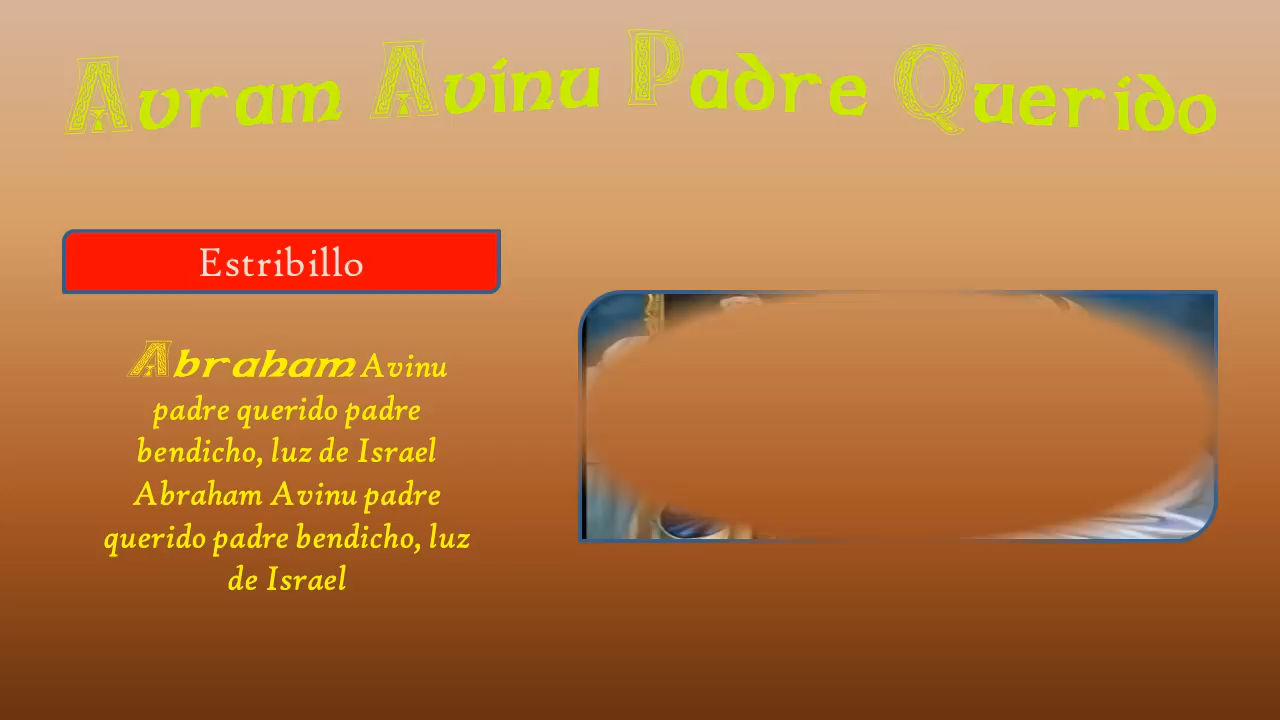 Avram Avinu Padre Querido
Estribillo
Abraham Avinu
padre querido padre
bendicho, luz de Israel
Abraham Avinu padre
querido padre bendicho, luz
de Israel